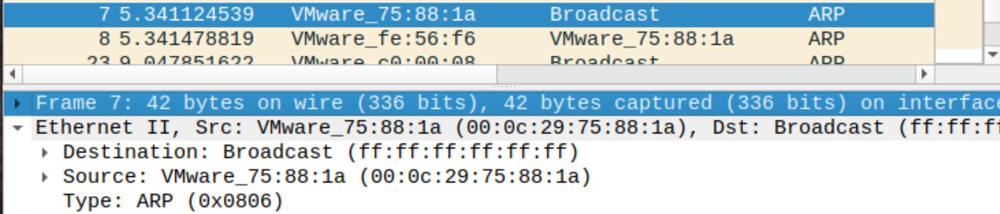 7 5.341124539 VMware_75:88:1a Broadcast ARP
8 5.341478819 VMware_fe:56:f6 VMware_75:88:1a ARP
23 9.047851622 VMware_c0:00:08 Broadcast ARP
Frame 7: 42 bytes on wire (336 bits), 42 bytes captured (336 bits) on interface
Ethernet II, Src: VMware_75:88:1a (00:0c:29:75:88:1a), Dst: Broadcast (ff:ff:ff
Destination: Broadcast (ff:ff:ff:ff:ff:ff)
Source: VMware_75:88:1a (00:0c:29:75:88:1a)
Type: ARP (0x0806)